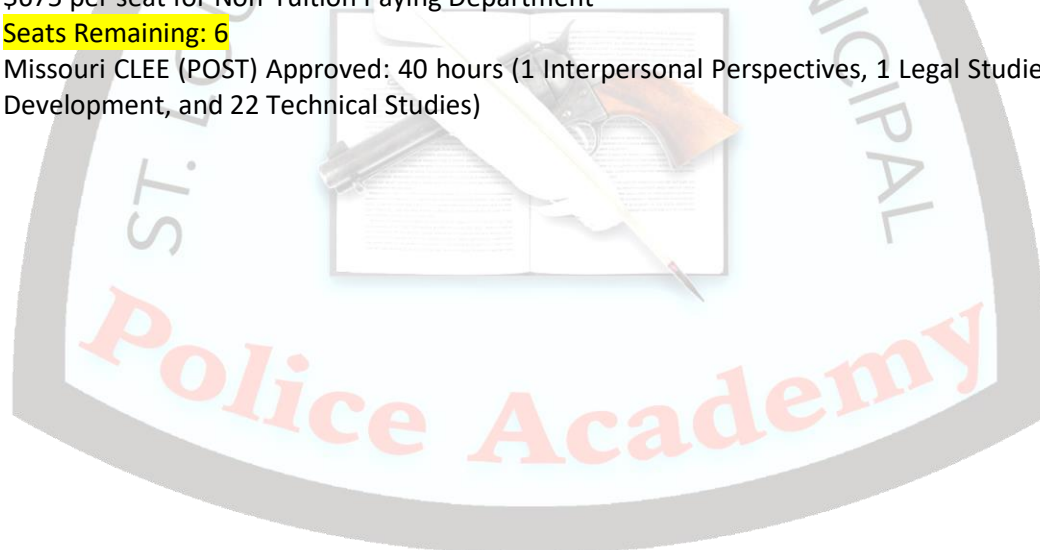 per seat for Non-Tuition Paying Department
Seats Remaining: 6
Missouri CLEE (POST) Approved: 40 hours (1 Interpersonal Perspectives, 1 Legal Studie
Development, and 22 Technical Studies)
ST.
NICIPAL
Police Academy